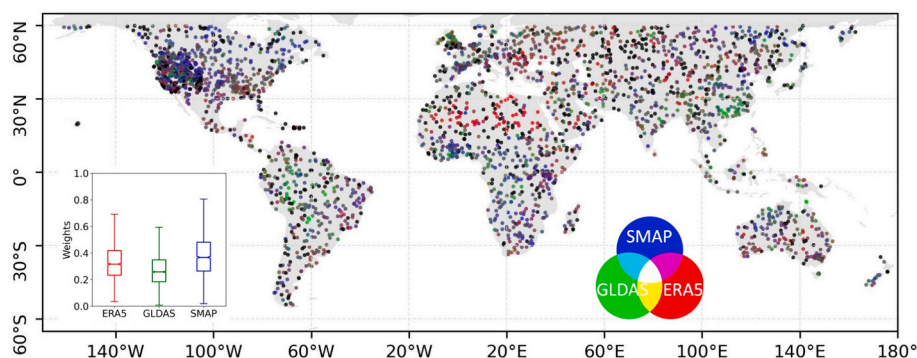 60°N
30°N
0°
30°S
60°S
1.0
0.8
0.6
0.4
0.2
0.0
Weights
ERA5 GLDAS SMAP
SMAP
GLDAS ERA5
140°W 100°W 60°W 20°W 20°E 60°E 100°E 140°E 180°